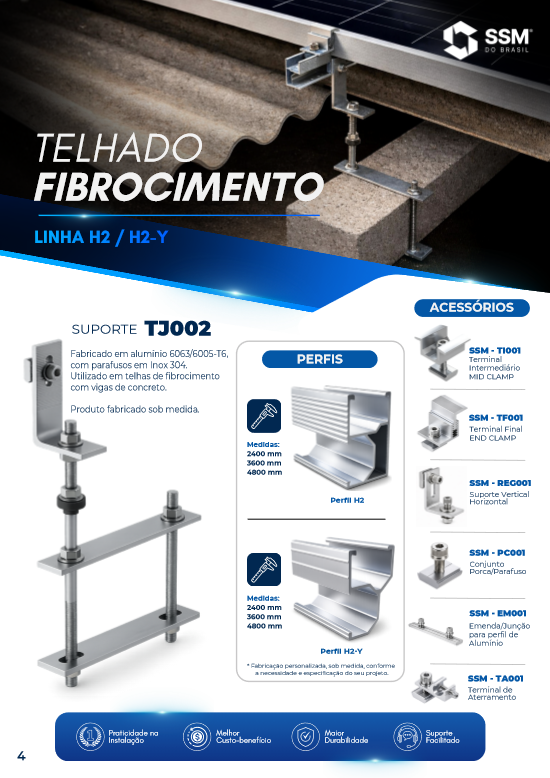 SSM®
DO BRASIL
TELHADO
FIBROCIMENTO
LINHA H2 / H2-Y
SUPORTE TJ002
Fabricado em alumínio 6063/6005-T6,
com parafusos em Inox 304.
Utilizado em telhas de fibrocimento
com vigas de concreto.
Produto fabricado sob medida.
PERFIS
Medidas:
2400 mm
3600 mm
4800 mm
Perfil H2
Medidas:
2400 mm
3600 mm
4800 mm
Perfil H2-Y
* Fabricação personalizada, sob medida, conforme
a necessidade e especificação do seu projeto.
ACESSÓRIOS
SSM - TI001
Terminal
Intermediário
MID CLAMP
SSM - TF001
Terminal Final
END CLAMP
SSM - REG001
Suporte Vertical
Horizontal
SSM - PC001
Conjunto
Porca/Parafuso
SSM - EM001
Emenda/Junção
para perfil de
Alumínio
SSM - TA001
Terminal de
Aterramento
1
Praticidade na
Instalação
$
Melhor
Custo-benefício
Maior
Durabilidade
Suporte
Facilitado
4